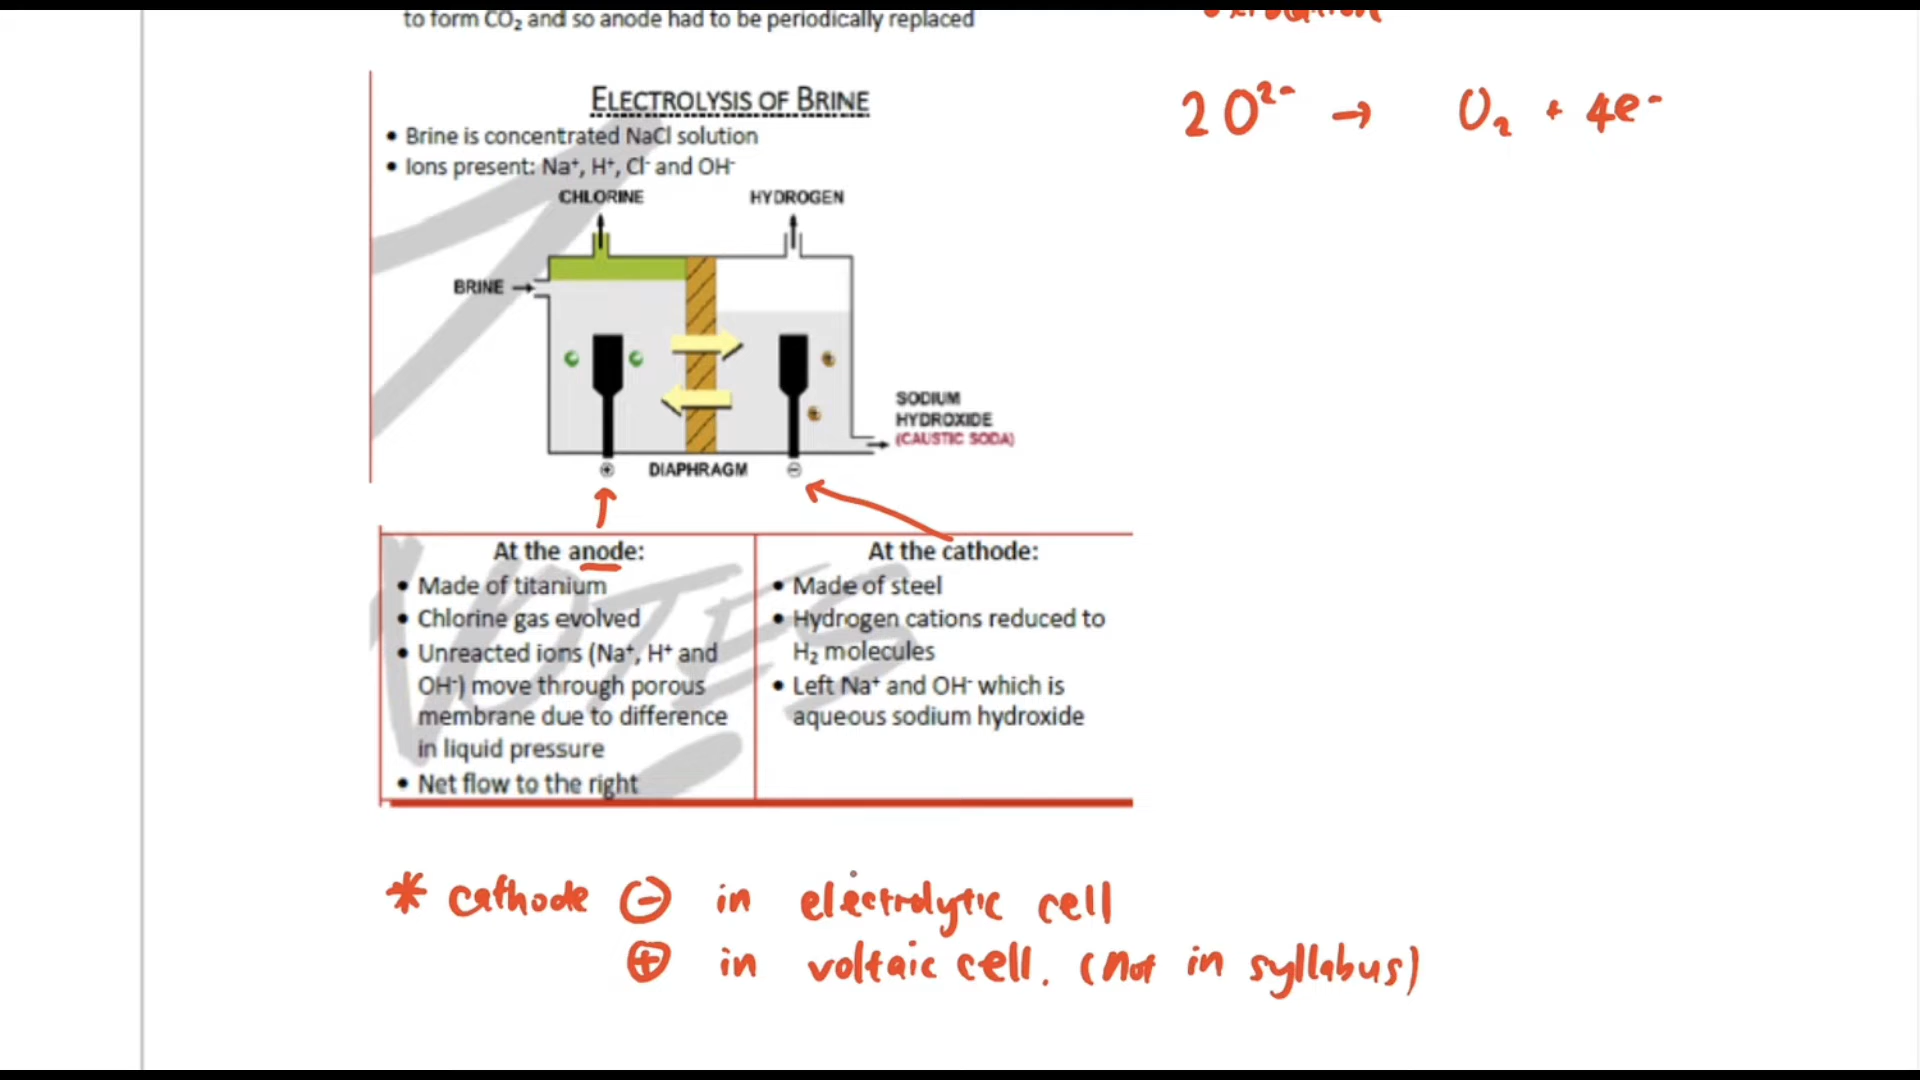 to form CO₂ and so anode had to be periodically replaced
2O²⁻ → O₂ + 4e⁻
ELECTROLYSIS OF BRINE
• Brine is concentrated NaCl solution
• Ions present: Na⁺, H⁺, Cl⁻ and OH⁻
CHLORINE HYDROGEN
BRINE
SODIUM
HYDROXIDE
(CAUSTIC SODA)
+ DIAPHRAGM −
At the anode:
• Made of titanium
• Chlorine gas evolved
• Unreacted ions (Na⁺, H⁺ and
OH⁻) move through porous
membrane due to difference
in liquid pressure
• Net flow to the right
At the cathode:
• Made of steel
• Hydrogen cations reduced to
H₂ molecules
• Left Na⁺ and OH⁻ which is
aqueous sodium hydroxide
NOTES
* cathode ⊖ in electrolytic cell
⊕ in voltaic cell. (not in syllabus)